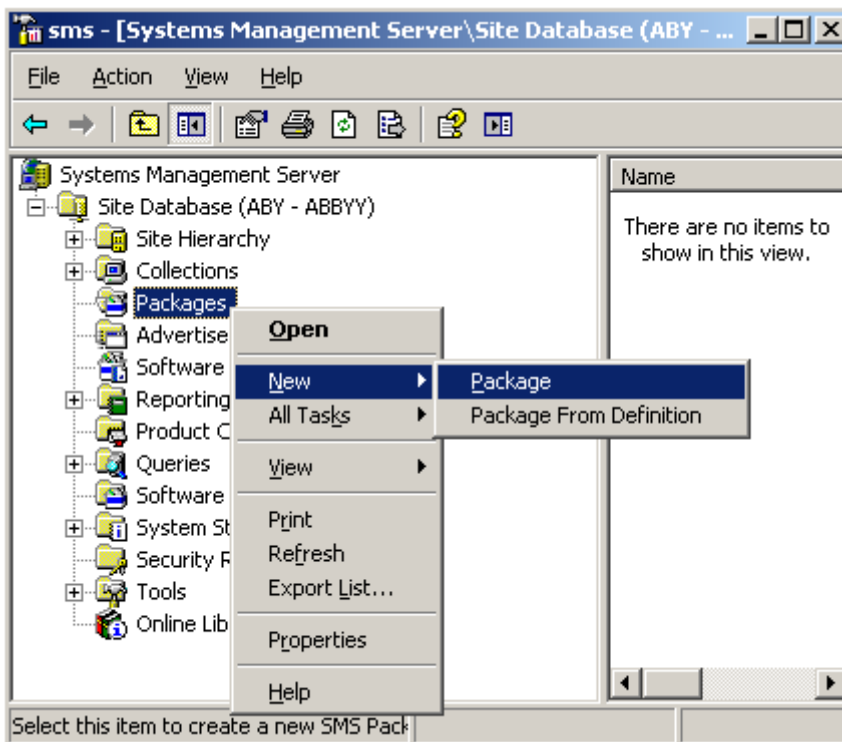 sms - [Systems Management Server\Site Database (ABY - ...
File Action View Help
Systems Management Server
Site Database (ABY - ABBYY)
Site Hierarchy
Collections
Packages
Advertise
Software
Reporting
Product C
Queries
Software
System St
Security R
Tools
Online Lib
Open
New
All Tasks
View
Print
Refresh
Export List...
Properties
Help
Package
Package From Definition
Name
There are no items to
show in this view.
Select this item to create a new SMS Pack